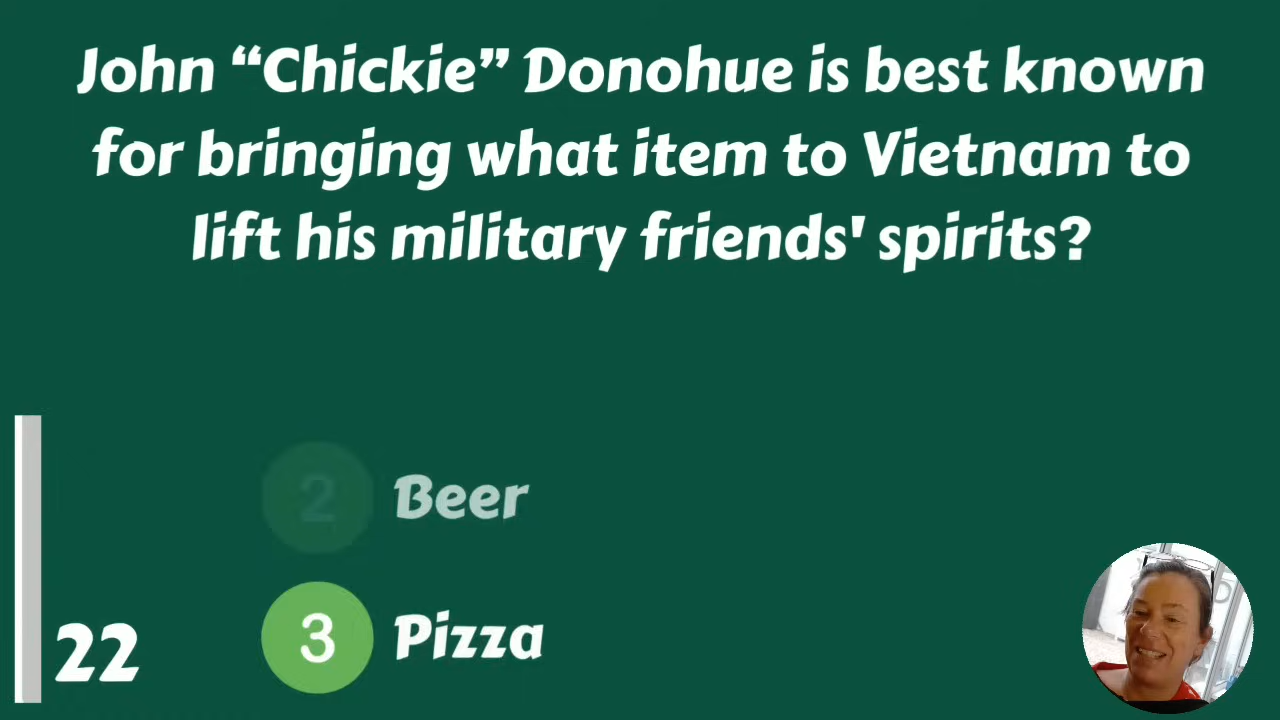 John “Chickie” Donohue is best known
for bringing what item to Vietnam to
lift his military friends' spirits?
2 Beer
22
3 Pizza